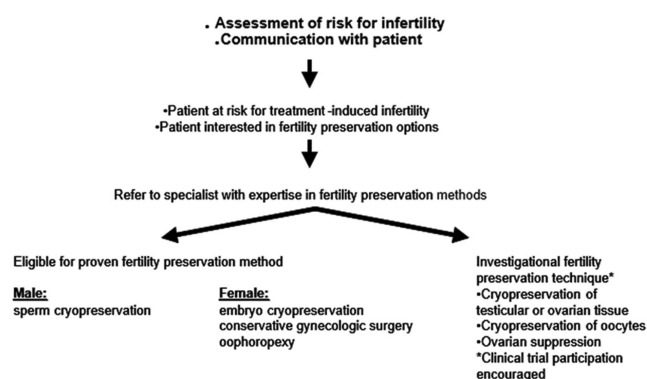 . Assessment of risk for infertility
.Communication with patient
•Patient at risk for treatment-induced infertility
•Patient interested in fertility preservation options
Refer to specialist with expertise in fertility preservation methods
Eligible for proven fertility preservation method
Male:
sperm cryopreservation
Female:
embryo cryopreservation
conservative gynecologic surgery
oophoropexy
Investigational fertility
preservation technique*
•Cryopreservation of
testicular or ovarian tissue
•Cryopreservation of oocytes
•Ovarian suppression
*Clinical trial participation
encouraged